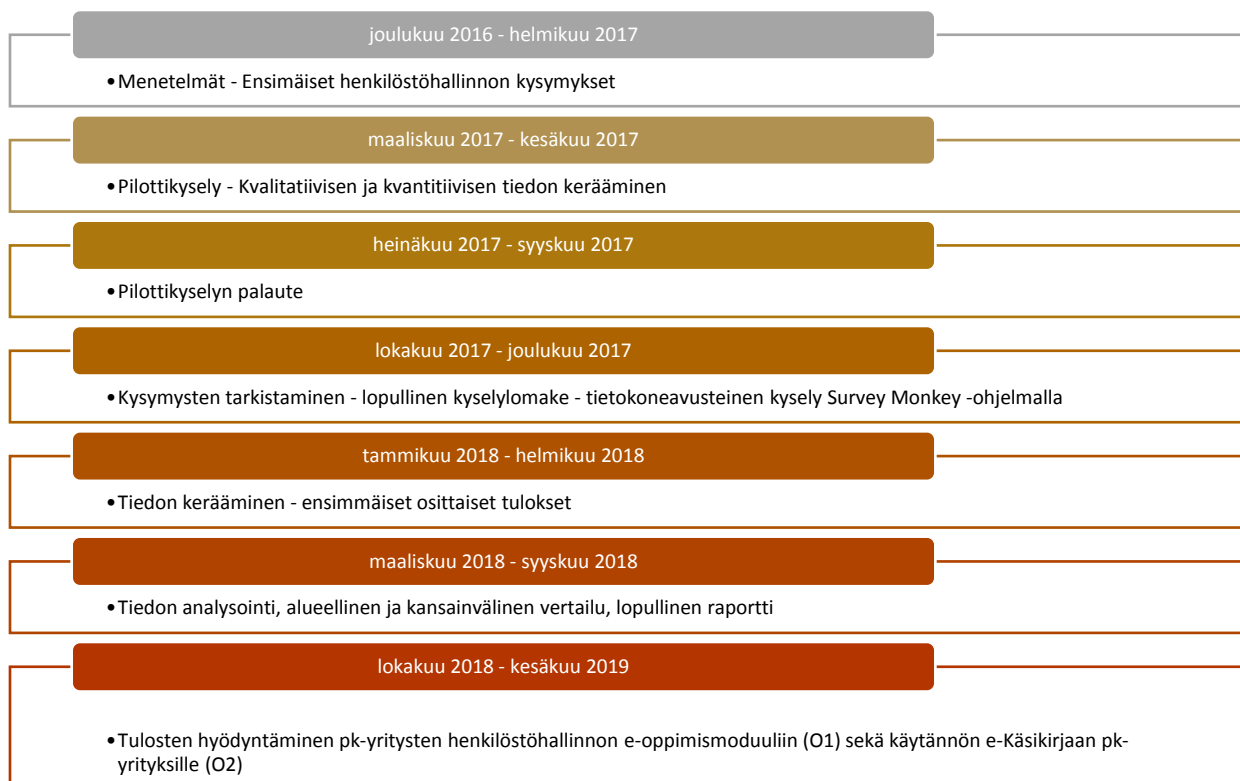 joulukuu 2016 - helmikuu 2017
•Menetelmät - Ensimäiset henkilöstöhallinnon kysymykset
maaliskuu 2017 - kesäkuu 2017
•Pilottikysely - Kvalitatiivisen ja kvantitiivisen tiedon kerääminen
heinäkuu 2017 - syyskuu 2017
•Pilottikyselyn palaute
lokakuu 2017 - joulukuu 2017
•Kysymysten tarkistaminen - lopullinen kyselylomake - tietokoneavusteinen kysely Survey Monkey -ohjelmalla
tammikuu 2018 - helmikuu 2018
•Tiedon kerääminen - ensimmäiset osittaiset tulokset
maaliskuu 2018 - syyskuu 2018
•Tiedon analysointi, alueellinen ja kansainvälinen vertailu, lopullinen raportti
lokakuu 2018 - kesäkuu 2019
•Tulosten hyödyntäminen pk-yritysten henkilöstöhallinnon e-oppimismoduuliin (O1) sekä käytännön e-Käsikirjaan pk-
yrityksille (O2)